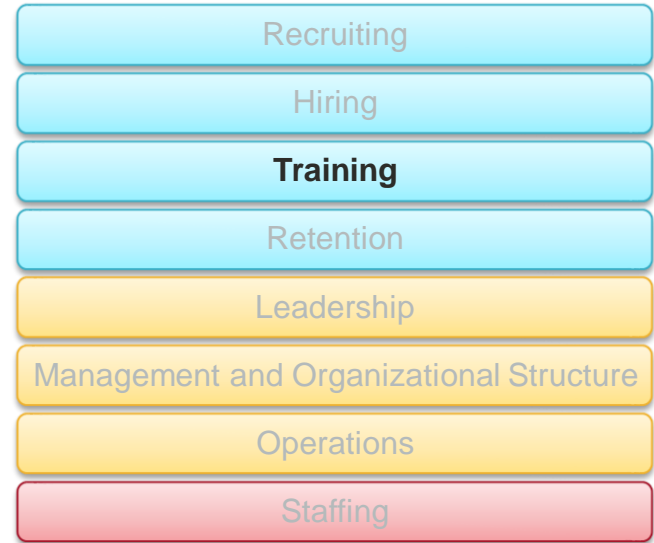 Recruiting
Hiring
Training
Retention
Leadership
Management and Organizational Structure
Operations
Staffing